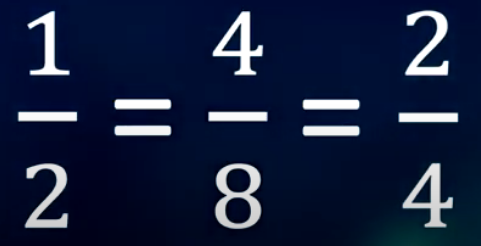 1/2 = 4/8 = 2/4